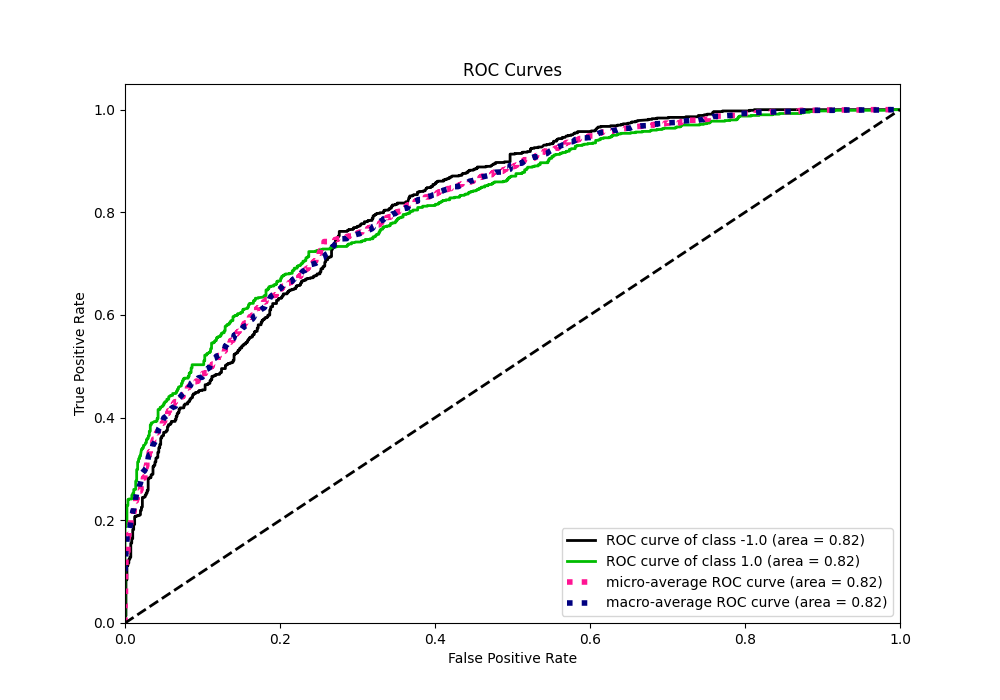 ROC Curves
1.0
0.8
0.6
0.4
0.2
0.0
True Positive Rate
0.0 0.2 0.4 0.6 0.8 1.0
False Positive Rate
ROC curve of class -1.0 (area = 0.82)
ROC curve of class 1.0 (area = 0.82)
micro-average ROC curve (area = 0.82)
macro-average ROC curve (area = 0.82)